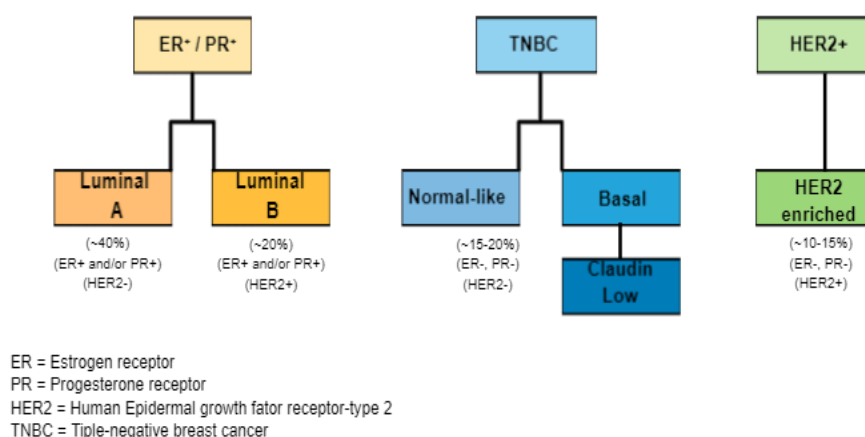 ER⁺ / PR⁺
TNBC
HER2+
Luminal
A
Luminal
B
Normal-like
Basal
HER2
enriched
(~40%)
(ER+ and/or PR+)
(HER2-)
(~20%)
(ER+ and/or PR+)
(HER2+)
(~15-20%)
(ER-, PR-)
(HER2-)
Claudin
Low
(~10-15%)
(ER-, PR-)
(HER2+)
ER = Estrogen receptor
PR = Progesterone receptor
HER2 = Human Epidermal growth fator receptor-type 2
TNBC = Tiple-negative breast cancer